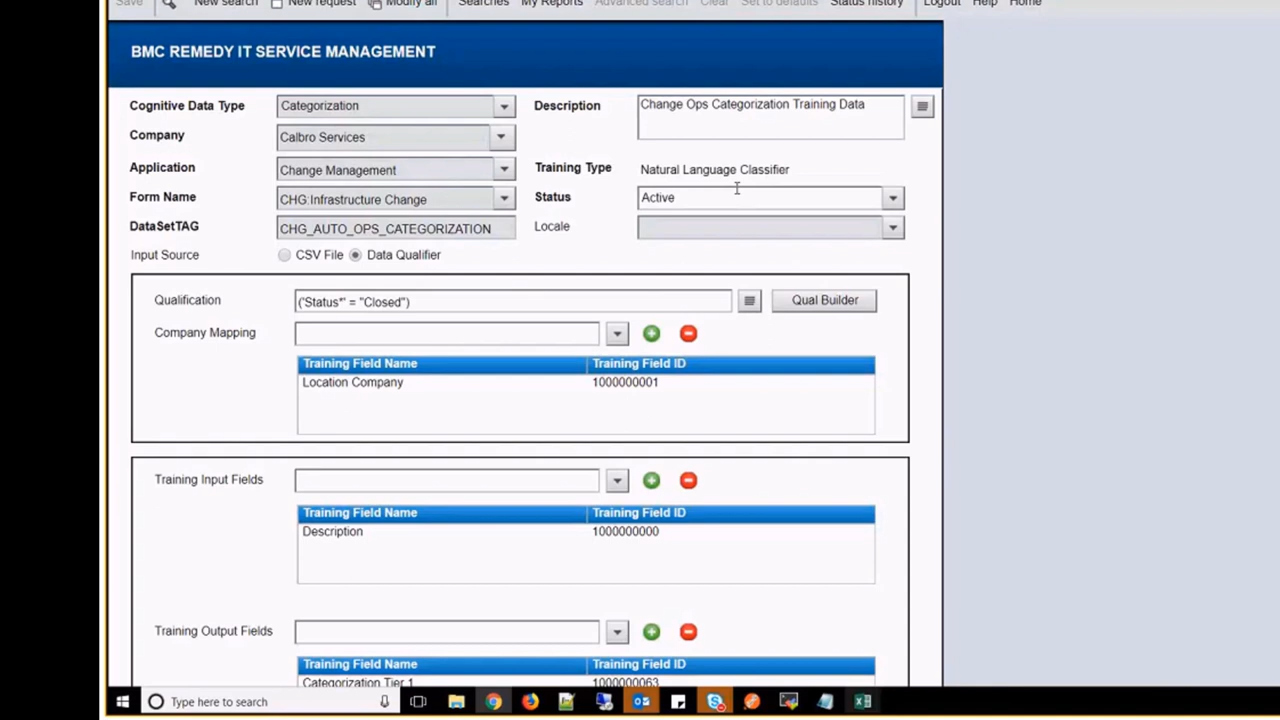 Save New search New request Modify all Searches My Reports Advanced search Clear Set to defaults Status history Logout Help Home
BMC REMEDY IT SERVICE MANAGEMENT
Cognitive Data Type Categorization Description Change Ops Categorization Training Data
Company Calbro Services
Application Change Management Training Type Natural Language Classifier
Form Name CHG:Infrastructure Change Status Active
DataSetTAG CHG_AUTO_OPS_CATEGORIZATION Locale
Input Source CSV File Data Qualifier
Qualification ('Status*' = "Closed") Qual Builder
Company Mapping
Training Field Name Training Field ID
Location Company 1000000001
Training Input Fields
Training Field Name Training Field ID
Description 1000000000
Training Output Fields
Training Field Name Training Field ID
Categorization Tier 1 1000000063
Type here to search